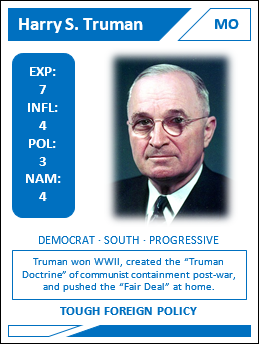 Harry S. Truman
MO
EXP:
7
INFL:
4
POL:
3
NAM:
4
DEMOCRAT · SOUTH · PROGRESSIVE
Truman won WWII, created the “Truman
Doctrine” of communist containment post-war,
and pushed the “Fair Deal” at home.
TOUGH FOREIGN POLICY